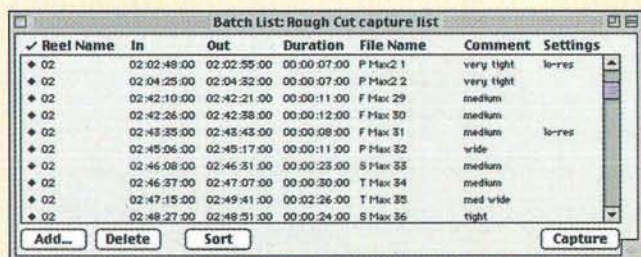 Batch List: Rough Cut capture list
✓ Reel Name In Out Duration File Name Comment Settings
◆ 02 02:02:48:00 02:02:55:00 00:00:07:00 P Max2 1 very tight lo-res
◆ 02 02:04:25:00 02:04:32:00 00:00:07:00 P Max2 2 very tight
◆ 02 02:42:10:00 02:42:21:00 00:00:11:00 F Max 29 medium
◆ 02 02:42:26:00 02:42:38:00 00:00:12:00 F Max 30 medium
◆ 02 02:43:35:00 02:43:43:00 00:00:08:00 F Max 31 medium lo-res
◆ 02 02:45:06:00 02:45:17:00 00:00:11:00 P Max 32 wide
◆ 02 02:46:08:00 02:46:31:00 00:00:23:00 S Max 33 medium
◆ 02 02:46:37:00 02:47:07:00 00:00:30:00 T Max 34 medium
◆ 02 02:47:15:00 02:49:41:00 00:02:26:00 T Max 35 med wide
◆ 02 02:48:27:00 02:48:51:00 00:00:24:00 S Max 36 tight
Add... Delete Sort Capture